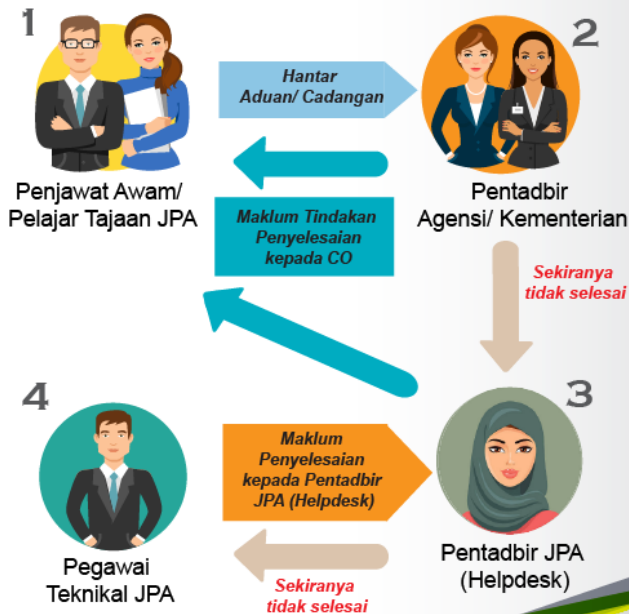 1
2
Hantar
Aduan/ Cadangan
Penjawat Awam/
Pelajar Tajaan JPA
Pentadbir
Agensi/ Kementerian
Maklum Tindakan
Penyelesaian
kepada CO
Sekiranya
tidak selesai
4
3
Maklum
Penyelesaian
kepada Pentadbir
JPA (Helpdesk)
Pegawai
Teknikal JPA
Pentadbir JPA
(Helpdesk)
Sekiranya
tidak selesai